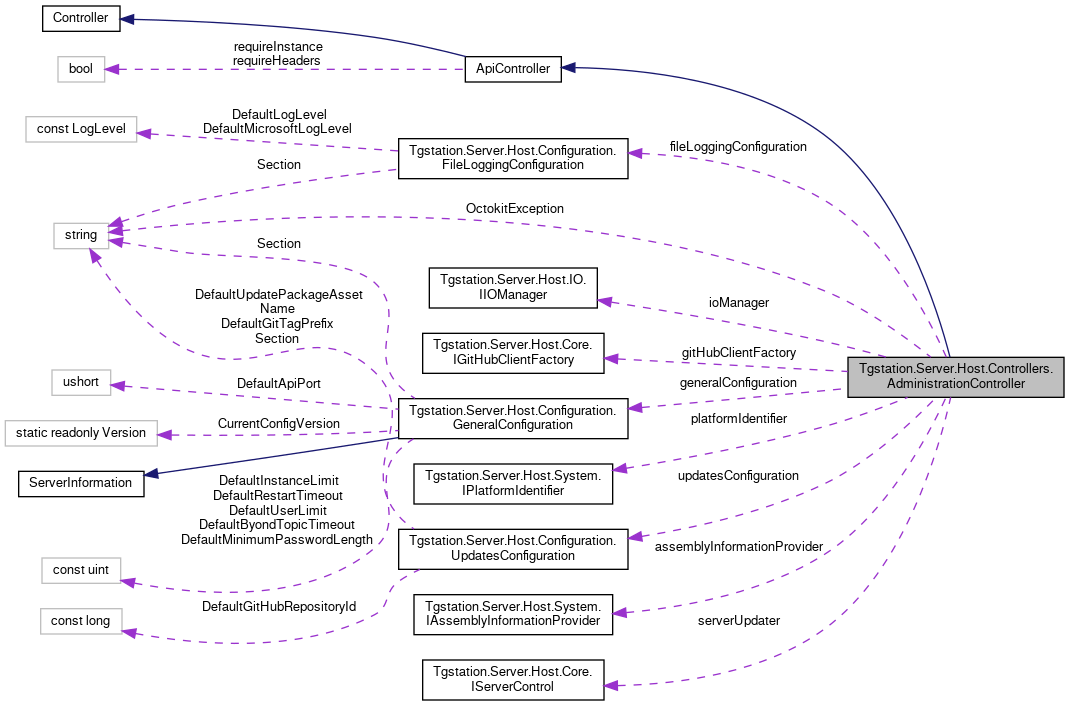 Controller
requireInstance
requireHeaders
bool
ApiController
DefaultLogLevel
DefaultMicrosoftLogLevel
const LogLevel
Tgstation.Server.Host.Configuration.
FileLoggingConfiguration
fileLoggingConfiguration
Section
OctokitException
string
Section
Tgstation.Server.Host.IO.
IIOManager
ioManager
DefaultUpdatePackageAsset
Name
DefaultGitTagPrefix
Section
Tgstation.Server.Host.Core.
IGitHubClientFactory
gitHubClientFactory
Tgstation.Server.Host.Controllers.
AdministrationController
ushort
DefaultApiPort
generalConfiguration
Tgstation.Server.Host.Configuration.
GeneralConfiguration
platformIdentifier
static readonly Version
CurrentConfigVersion
ServerInformation
Tgstation.Server.Host.System.
IPlatformIdentifier
updatesConfiguration
DefaultInstanceLimit
DefaultRestartTimeout
DefaultUserLimit
DefaultByondTopicTimeout
DefaultMinimumPasswordLength
Tgstation.Server.Host.Configuration.
UpdatesConfiguration
assemblyInformationProvider
const uint
DefaultGitHubRepositoryId
const long
Tgstation.Server.Host.System.
IAssemblyInformationProvider
serverUpdater
Tgstation.Server.Host.Core.
IServerControl